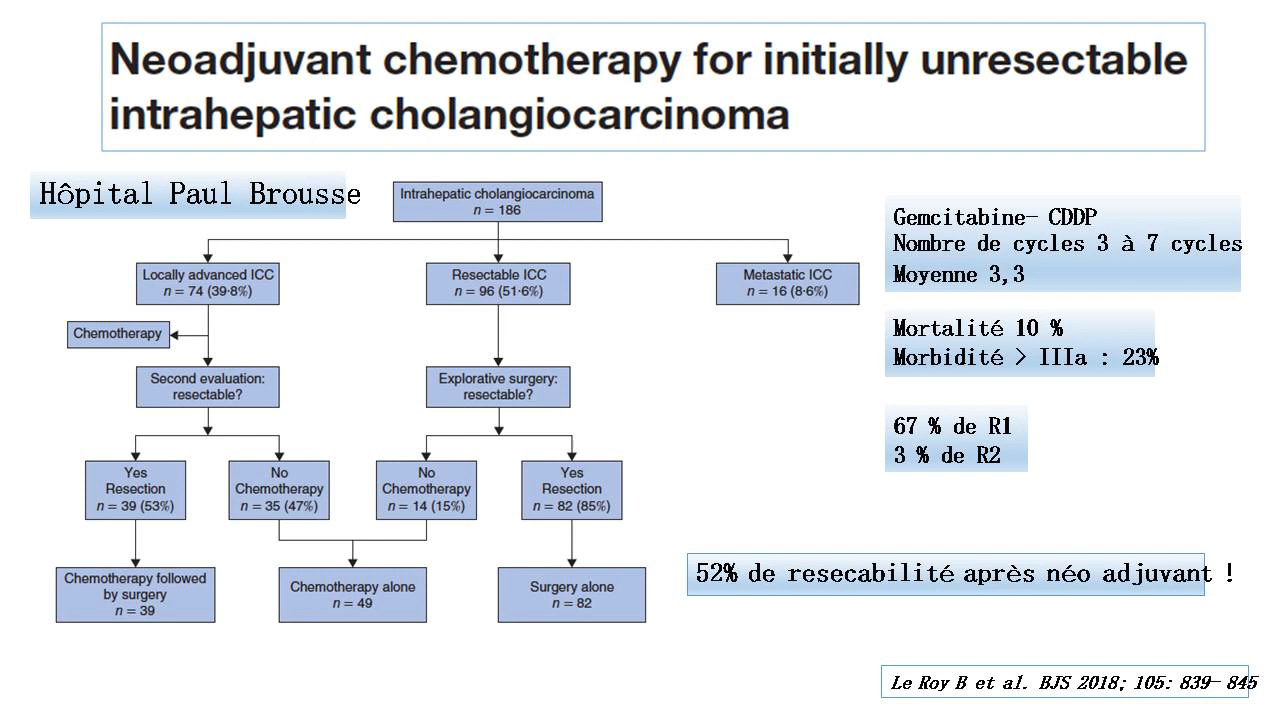 Neoadjuvant chemotherapy for initially unresectable
intrahepatic cholangiocarcinoma
Hôpital Paul Brousse
Intrahepatic cholangiocarcinoma
n = 186
Locally advanced ICC
n = 74 (39·8%)
Resectable ICC
n = 96 (51·6%)
Metastatic ICC
n = 16 (8·6%)
Chemotherapy
Second evaluation:
resectable?
Explorative surgery:
resectable?
Yes
Resection
n = 39 (53%)
No
Chemotherapy
n = 35 (47%)
No
Chemotherapy
n = 14 (15%)
Yes
Resection
n = 82 (85%)
Chemotherapy followed
by surgery
n = 39
Chemotherapy alone
n = 49
Surgery alone
n = 82
Gemcitabine- CDDP
Nombre de cycles 3 à 7 cycles
Moyenne 3,3
Mortalité 10 %
Morbidité > IIIa : 23%
67 % de R1
3 % de R2
52% de resecabilité après néo adjuvant !
Le Roy B et al. BJS 2018; 105: 839- 845